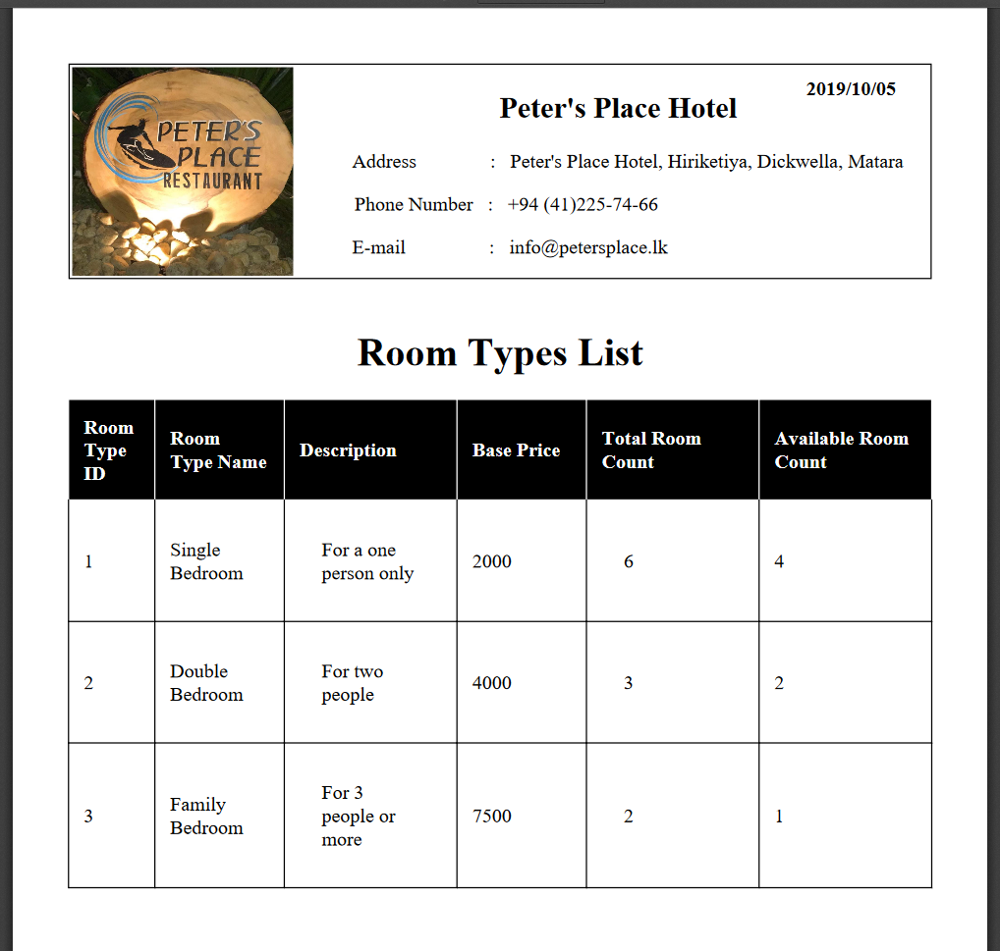 2019/10/05
Peter's Place Hotel
PETER'S
PLACE
RESTAURANT
Address : Peter's Place Hotel, Hiriketiya, Dickwella, Matara
Phone Number : +94 (41)225-74-66
E-mail : info@petersplace.lk
Room Types List
Room
Type
ID
Room
Type Name
Description
Base Price
Total Room
Count
Available Room
Count
1
Single
Bedroom
For a one
person only
2000
6
4
2
Double
Bedroom
For two
people
4000
3
2
3
Family
Bedroom
For 3
people or
more
7500
2
1